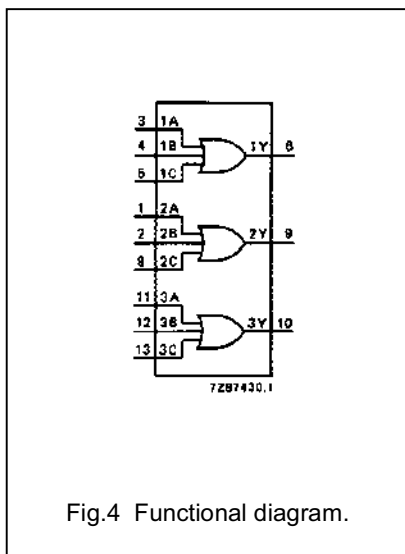 3 1A
4 1B 1Y 6
5 1C
1 2A
2 2B 2Y 9
8 2C
11 3A
12 3B 3Y 10
13 3C
7Z87430.1
Fig.4 Functional diagram.